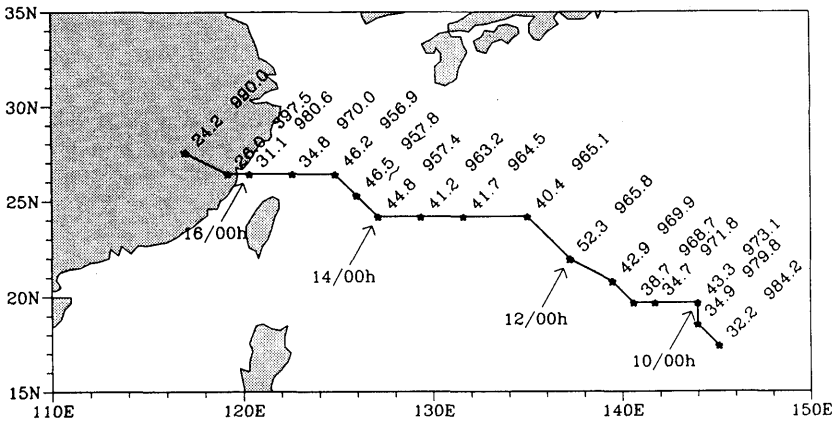 35N
30N
25N
20N
15N
110E 120E 130E 140E 150E
24.2 990.0
26.0 997.5
31.1 980.6
34.8 970.0
46.2 956.9
46.5 957.8
44.8 957.4
41.2 963.2
41.7 964.5
40.4 965.1
52.3 965.8
42.9 969.9
38.7 968.7
34.7 971.8
43.3 973.1
34.9 979.8
32.2 984.2
16/00h
14/00h
12/00h
10/00h